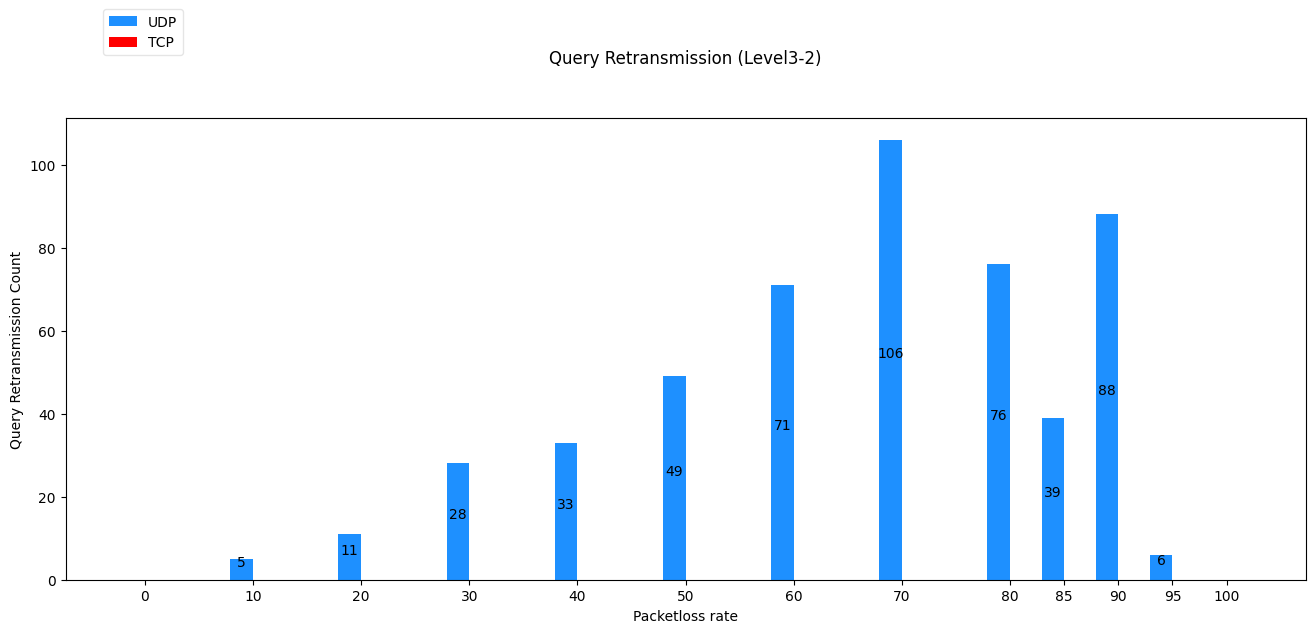 UDP
TCP
Query Retransmission (Level3-2)
Query Retransmission Count
100
80
60
40
20
0
5
11
28
33
49
71
106
76
39
88
6
0 10 20 30 40 50 60 70 80 85 90 95 100
Packetloss rate